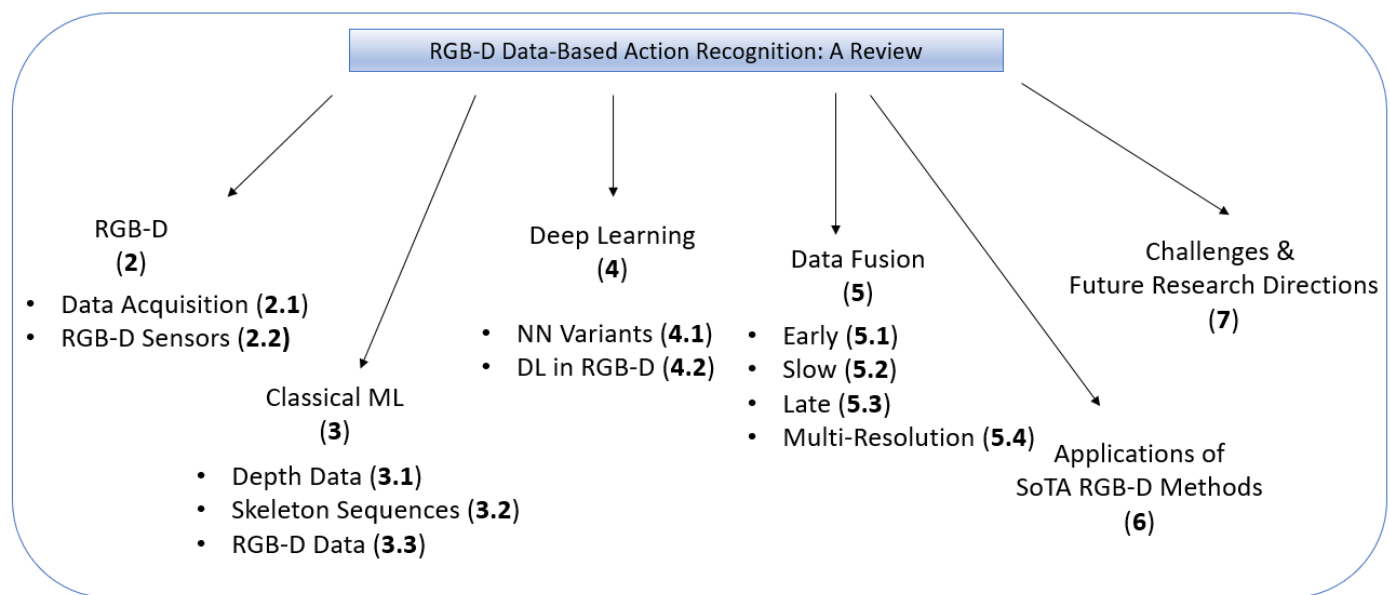 RGB-D Data-Based Action Recognition: A Review
RGB-D
(2)
• Data Acquisition (2.1)
• RGB-D Sensors (2.2)
Classical ML
(3)
• Depth Data (3.1)
• Skeleton Sequences (3.2)
• RGB-D Data (3.3)
Deep Learning
(4)
• NN Variants (4.1)
• DL in RGB-D (4.2)
Data Fusion
(5)
• Early (5.1)
• Slow (5.2)
• Late (5.3)
• Multi-Resolution (5.4)
Applications of
SoTA RGB-D Methods
(6)
Challenges &
Future Research Directions
(7)